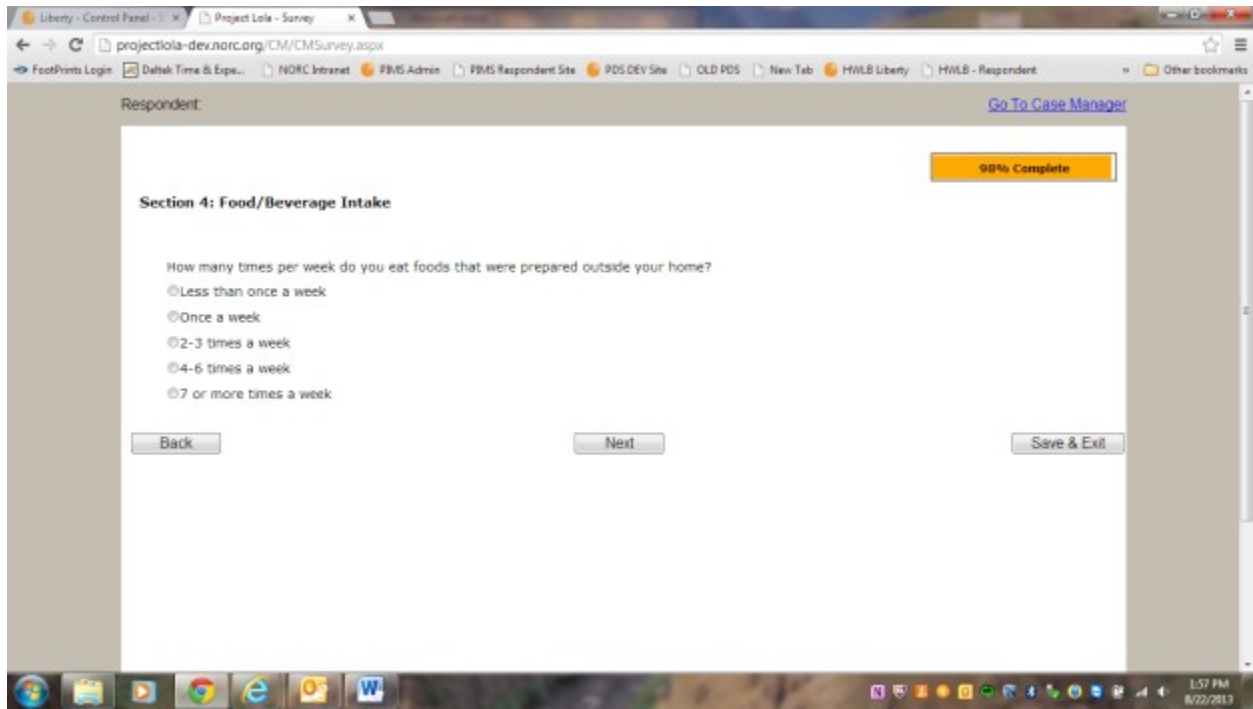 Liberty - Control Panel - S
Project Lola - Survey
projectlola-dev.norc.org/CM/CMSurvey.aspx
FootPrints Login
Deltek Time & Expe...
NORC Intranet
PIMS Admin
PIMS Respondent Site
PDS DEV Site
OLD PDS
New Tab
HWLB Liberty
HWLB - Respondent
»
Other bookmarks
Respondent:
Go To Case Manager
98% Complete
Section 4: Food/Beverage Intake
How many times per week do you eat foods that were prepared outside your home?
Less than once a week
Once a week
2-3 times a week
4-6 times a week
7 or more times a week
Back
Next
Save & Exit
1:57 PM
8/22/2013